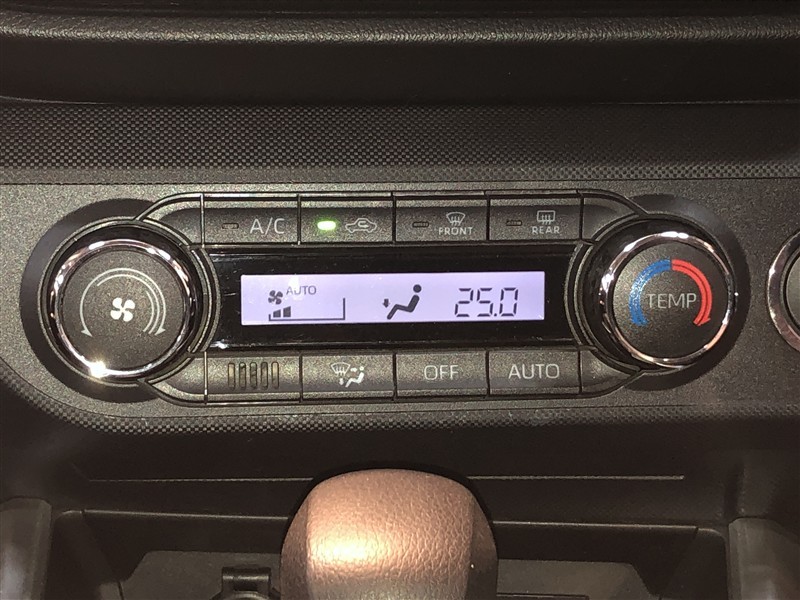 A/C
FRONT
REAR
AUTO
25.0
TEMP
OFF
AUTO